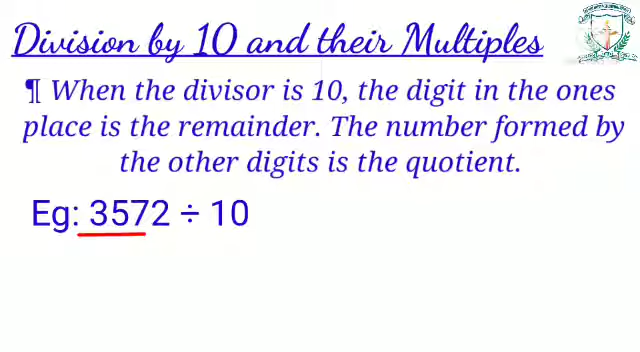 Division by 10 and their Multiples
¶ When the divisor is 10, the digit in the ones
place is the remainder. The number formed by
the other digits is the quotient.
Eg: 3572 ÷ 10